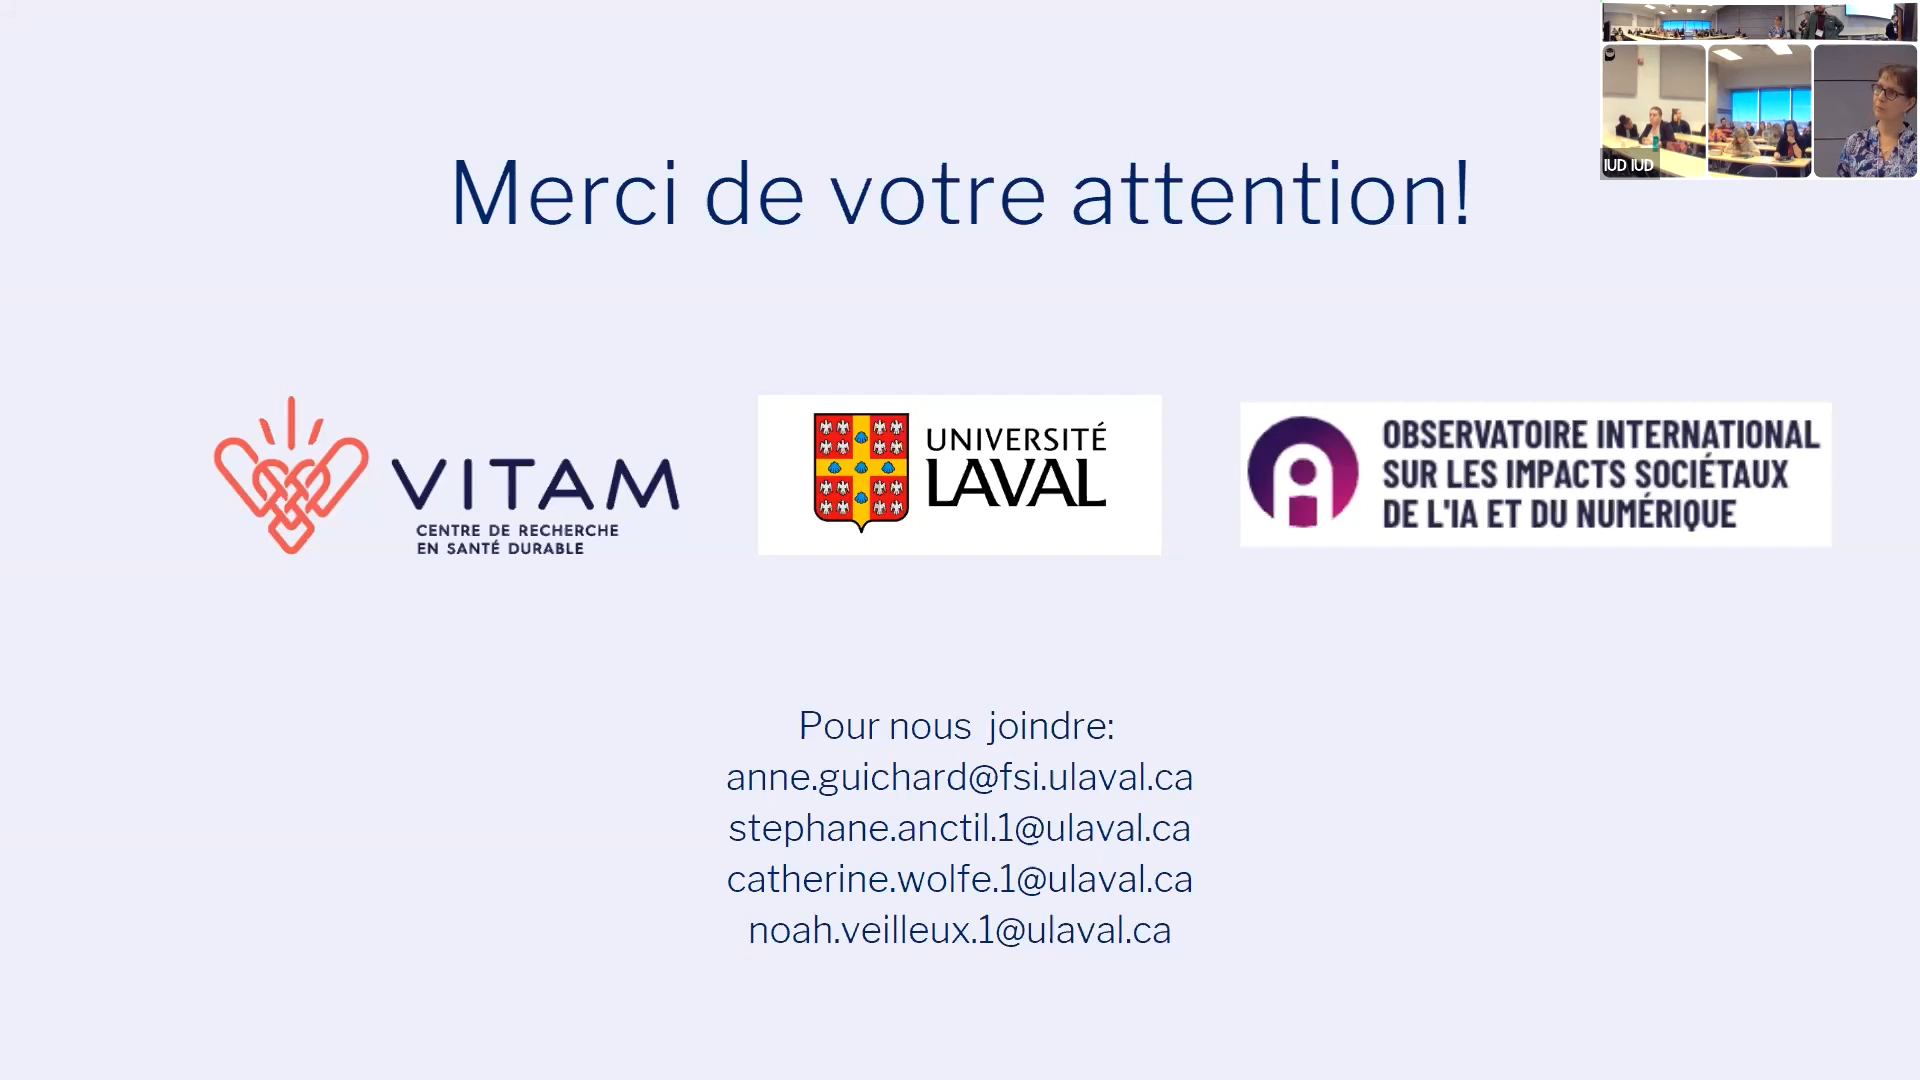 IUD IUD
Merci de votre attention!
VITAM
CENTRE DE RECHERCHE
EN SANTÉ DURABLE
UNIVERSITÉ
LAVAL
OBSERVATOIRE INTERNATIONAL
SUR LES IMPACTS SOCIÉTAUX
DE L'IA ET DU NUMÉRIQUE
Pour nous joindre:
anne.guichard@fsi.ulaval.ca
stephane.anctil.1@ulaval.ca
catherine.wolfe.1@ulaval.ca
noah.veilleux.1@ulaval.ca